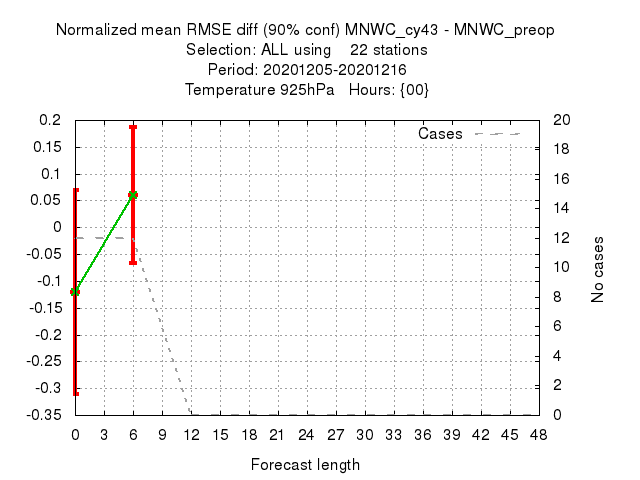 Normalized mean RMSE diff (90% conf) MNWC_cy43 - MNWC_preop
Selection: ALL using    22 stations
Period: 20201205-20201216
Temperature 925hPa   Hours: {00}
Cases
0.2
0.15
0.1
0.05
0
-0.05
-0.1
-0.15
-0.2
-0.25
-0.3
-0.35
20
18
16
14
12
10
8
6
4
2
0
No cases
0 3 6 9 12 15 18 21 24 27 30 33 36 39 42 45 48
Forecast length